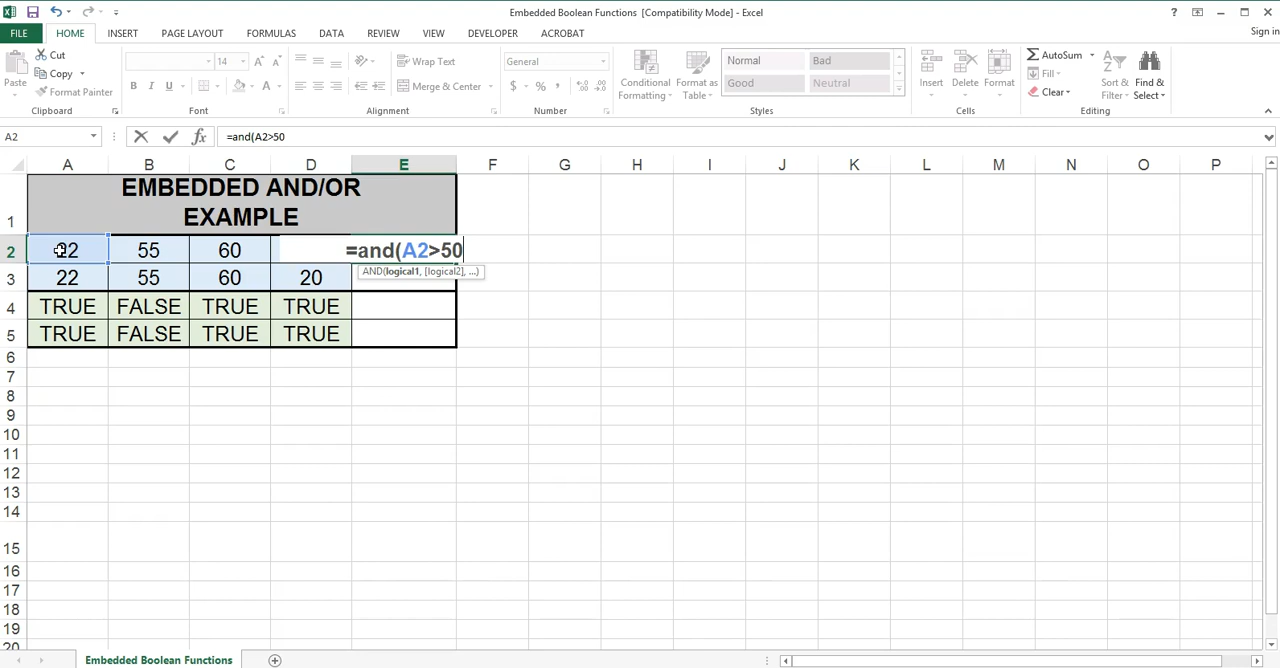 Embedded Boolean Functions [Compatibility Mode] - Excel
?
Sign in
FILE HOME INSERT PAGE LAYOUT FORMULAS DATA REVIEW VIEW DEVELOPER ACROBAT
Paste
Cut
Copy
Format Painter
Clipboard
14
A A
B I U A
Font
Wrap Text
Merge & Center
Alignment
General
$ % ,
Number
Conditional
Formatting
Format as
Table
Normal Bad
Good Neutral
Styles
Insert Delete Format
Cells
AutoSum
Fill
Clear
Sort &
Filter
Find &
Select
Editing
A2 fx =and(A2>50
A B C D E F G H I J K L M N O P
1 EMBEDDED AND/OR
EXAMPLE
2 22 55 60 =and(A2>50
AND(logical1, [logical2], ...)
3 22 55 60 20
4 TRUE FALSE TRUE TRUE
5 TRUE FALSE TRUE TRUE
6
7
8
9
10
11
12
13
14
15
16
17
18
19
20
Embedded Boolean Functions